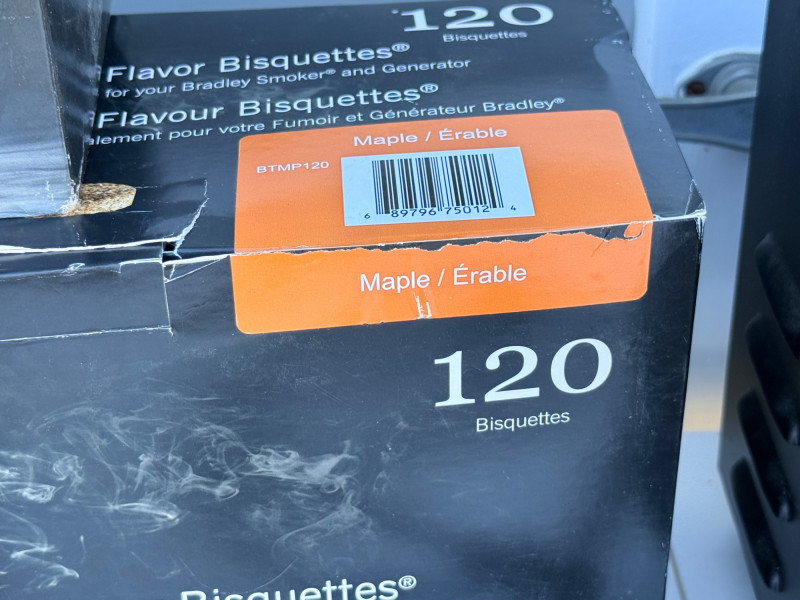 120
Bisquettes
Flavor Bisquettes®
for your Bradley Smoker® and Generator
Flavour Bisquettes®
alement pour votre Fumoir et Générateur Bradley®
Maple / Érable
BTMP120
6 89796 75012 4
Maple / Érable
120
Bisquettes
Bisquettes®